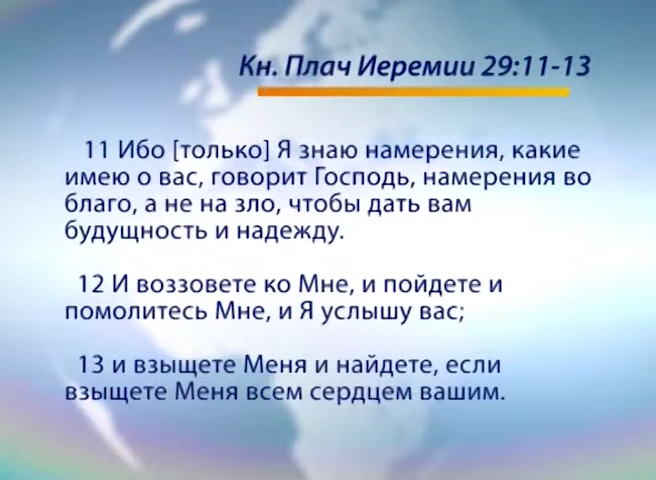 Кн. Плач Иеремии 29:11-13
11 Ибо [только] Я знаю намерения, какие
имею о вас, говорит Господь, намерения во
благо, а не на зло, чтобы дать вам
будущность и надежду.
12 И воззовете ко Мне, и пойдете и
помолитесь Мне, и Я услышу вас;
13 и взыщете Меня и найдете, если
взыщете Меня всем сердцем вашим.